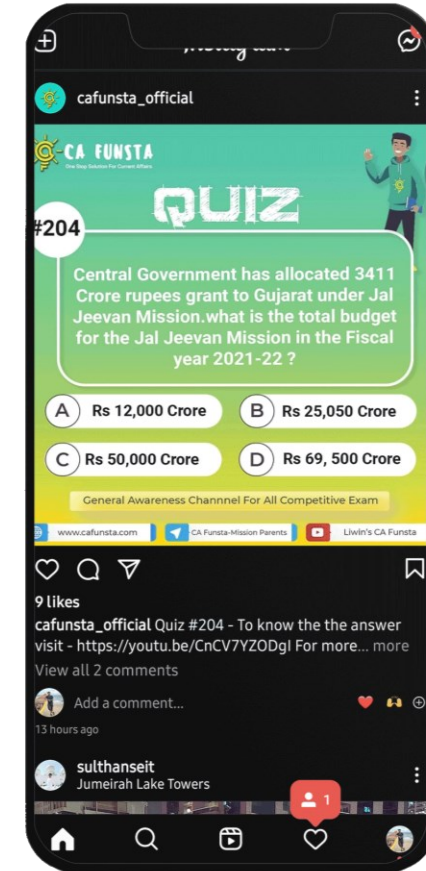 cafunsta_official
CA FUNSTA
One Stop Solution For Current Affairs
QUIZ
#204
Central Government has allocated 3411
Crore rupees grant to Gujarat under Jal
Jeevan Mission.what is the total budget
for the Jal Jeevan Mission in the Fiscal
year 2021-22 ?
A Rs 12,000 Crore
B Rs 25,050 Crore
C Rs 50,000 Crore
D Rs 69, 500 Crore
General Awareness Channnel For All Competitive Exam
www.cafunsta.com
CA Funsta-Mission Parents
Liwin's CA Funsta
9 likes
cafunsta_official Quiz #204 - To know the the answer
visit - https://youtu.be/CnCV7YZODgI For more... more
View all 2 comments
Add a comment...
13 hours ago
sulthanseit
Jumeirah Lake Towers
1